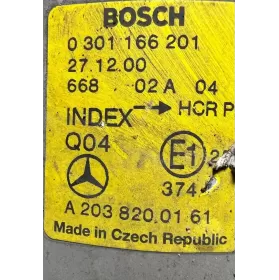 BOSCH
0 301 166 201
27.12.00
668 02 A 04
INDEX → HCR P
Q04 E1 2
374
A 203 820 01 61
Made in Czech Republic